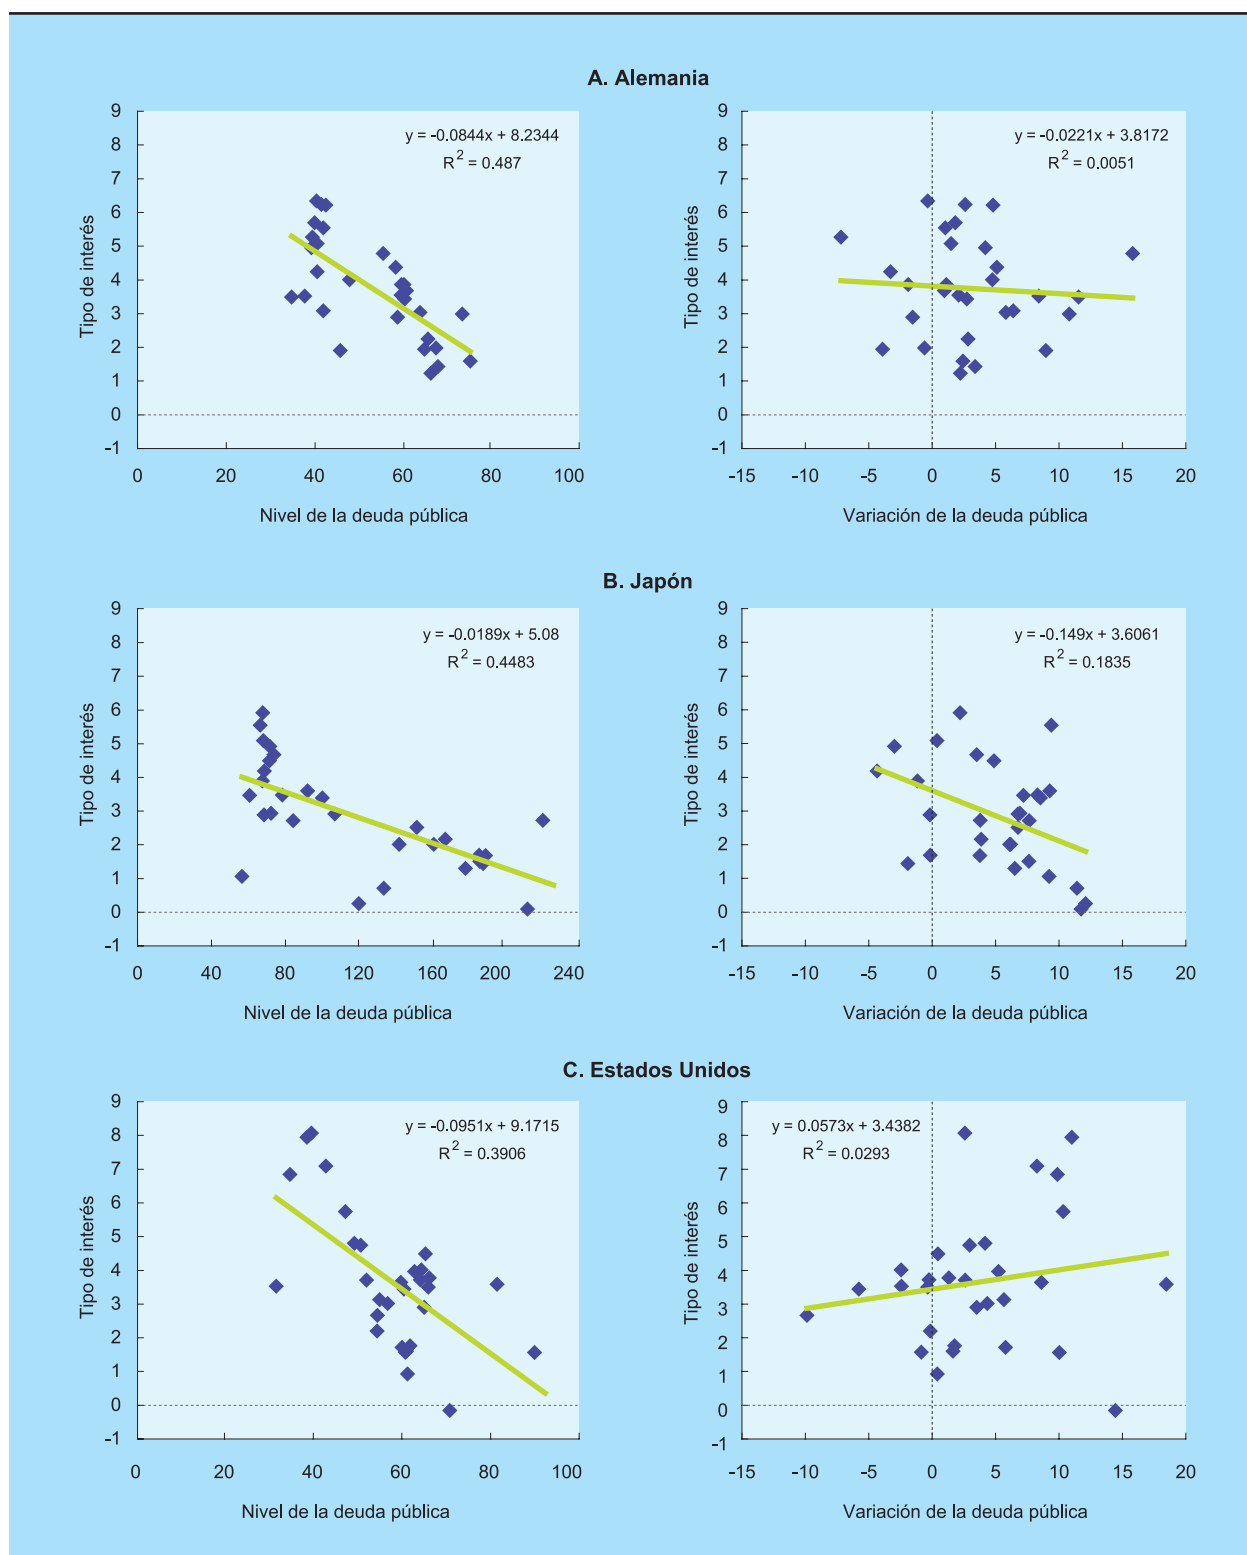 A. Alemania
9
8
7
6
5
4
3
2
1
0
-1
Tipo de interés
y = -0.0844x + 8.2344
R² = 0.487
0 20 40 60 80 100
Nivel de la deuda pública
9
8
7
6
5
4
3
2
1
0
-1
Tipo de interés
y = -0.0221x + 3.8172
R² = 0.0051
-15 -10 -5 0 5 10 15 20
Variación de la deuda pública
B. Japón
9
8
7
6
5
4
3
2
1
0
-1
Tipo de interés
y = -0.0189x + 5.08
R² = 0.4483
0 40 80 120 160 200 240
Nivel de la deuda pública
9
8
7
6
5
4
3
2
1
0
-1
Tipo de interés
y = -0.149x + 3.6061
R² = 0.1835
-15 -10 -5 0 5 10 15 20
Variación de la deuda pública
C. Estados Unidos
9
8
7
6
5
4
3
2
1
0
-1
Tipo de interés
y = -0.0951x + 9.1715
R² = 0.3906
0 20 40 60 80 100
Nivel de la deuda pública
9
8
7
6
5
4
3
2
1
0
-1
Tipo de interés
y = 0.0573x + 3.4382
R² = 0.0293
-15 -10 -5 0 5 10 15 20
Variación de la deuda pública